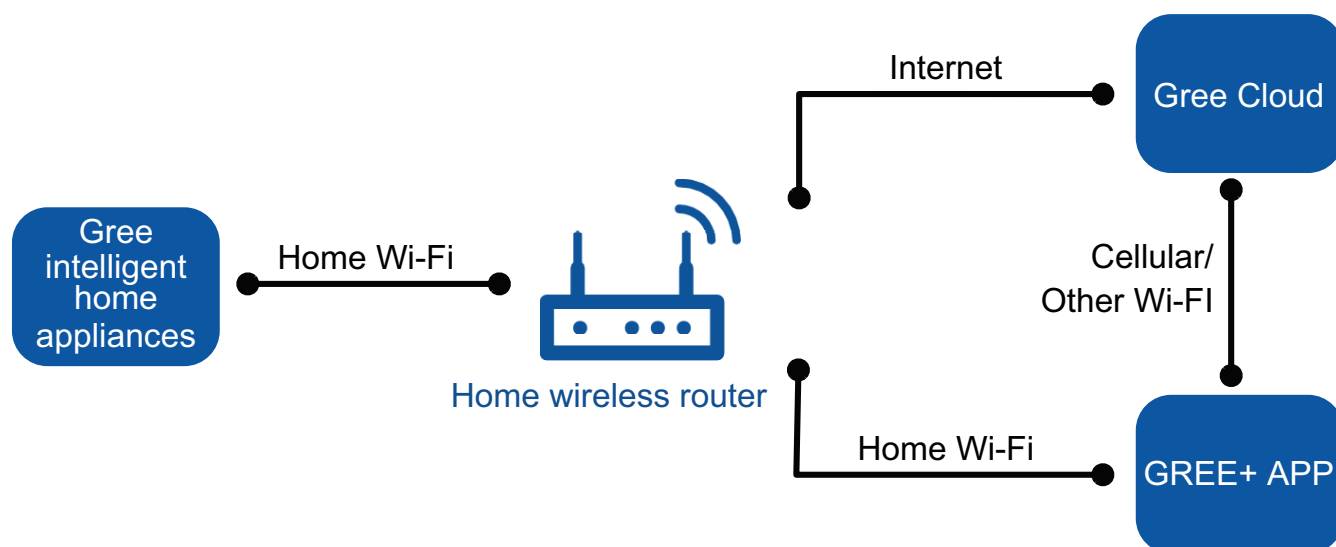 Internet
Gree Cloud
Gree
intelligent
home
appliances
Home Wi-Fi
Cellular/
Other Wi-FI
Home wireless router
Home Wi-Fi
GREE+ APP